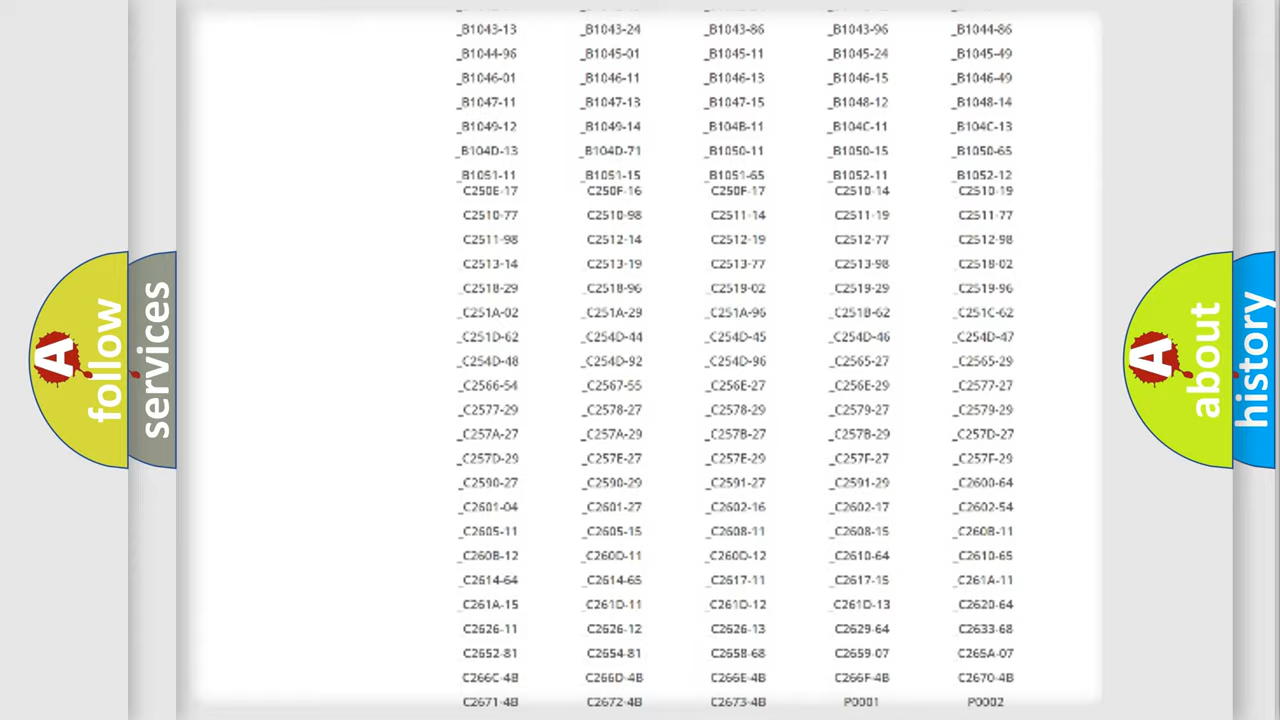 _B1043-13 _B1043-24 _B1043-86 _B1043-96 _B1044-86
_B1044-96 _B1045-01 _B1045-11 _B1045-24 _B1045-49
_B1046-01 _B1046-11 _B1046-13 _B1046-15 _B1046-49
_B1047-11 _B1047-13 _B1047-15 _B1048-12 _B1048-14
_B1049-12 _B1049-14 _B104B-11 _B104C-11 _B104C-13
_B104D-13 _B104D-71 _B1050-11 _B1050-15 _B1050-65
_B1051-11 _B1051-15 _B1051-65 _B1052-11 _B1052-12
C250E-17 C250F-16 C250F-17 C2510-14 C2510-19
C2510-77 C2510-98 C2511-14 C2511-19 C2511-77
C2511-98 C2512-14 C2512-19 C2512-77 C2512-98
C2513-14 C2513-19 C2513-77 C2513-98 C2518-02
_C2518-29 _C2518-96 _C2519-02 _C2519-29 _C2519-96
_C251A-02 _C251A-29 _C251A-96 _C251B-62 _C251C-62
_C251D-62 _C254D-44 _C254D-45 _C254D-46 _C254D-47
_C254D-48 _C254D-92 _C254D-96 _C2565-27 _C2565-29
_C2566-54 _C2567-55 _C256E-27 _C256E-29 _C2577-27
_C2577-29 _C2578-27 _C2578-29 _C2579-27 _C2579-29
_C257A-27 _C257A-29 _C257B-27 _C257B-29 _C257D-27
_C257D-29 _C257E-27 _C257E-29 _C257F-27 _C257F-29
_C2590-27 _C2590-29 _C2591-27 _C2591-29 _C2600-64
_C2601-04 _C2601-27 _C2602-16 _C2602-17 _C2602-54
_C2605-11 _C2605-15 _C2608-11 _C2608-15 _C260B-11
_C260B-12 _C260D-11 _C260D-12 _C2610-64 _C2610-65
_C2614-64 _C2614-65 _C2617-11 _C2617-15 _C261A-11
_C261A-15 _C261D-11 _C261D-12 _C261D-13 _C2620-64
C2626-11 C2626-12 C2626-13 C2629-64 C2633-68
C2652-81 C2654-81 C2658-68 C2659-07 C265A-07
C266C-4B C266D-4B C266E-4B C266F-4B C2670-4B
C2671-4B C2672-4B C2673-4B P0001 P0002
A follow
services
A about
history